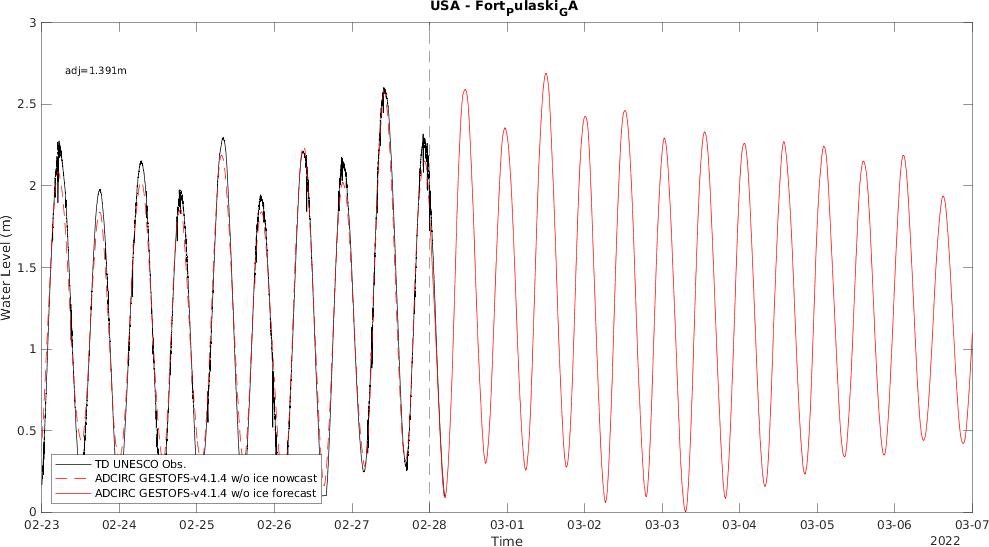 USA - FortPulaskiGA
adj=1.391m
3
2.5
2
1.5
1
0.5
0
Water Level (m)
TD UNESCO Obs.
ADCIRC GESTOFS-v4.1.4 w/o ice nowcast
ADCIRC GESTOFS-v4.1.4 w/o ice forecast
02-23 02-24 02-25 02-26 02-27 02-28 03-01 03-02 03-03 03-04 03-05 03-06 03-07
Time
2022